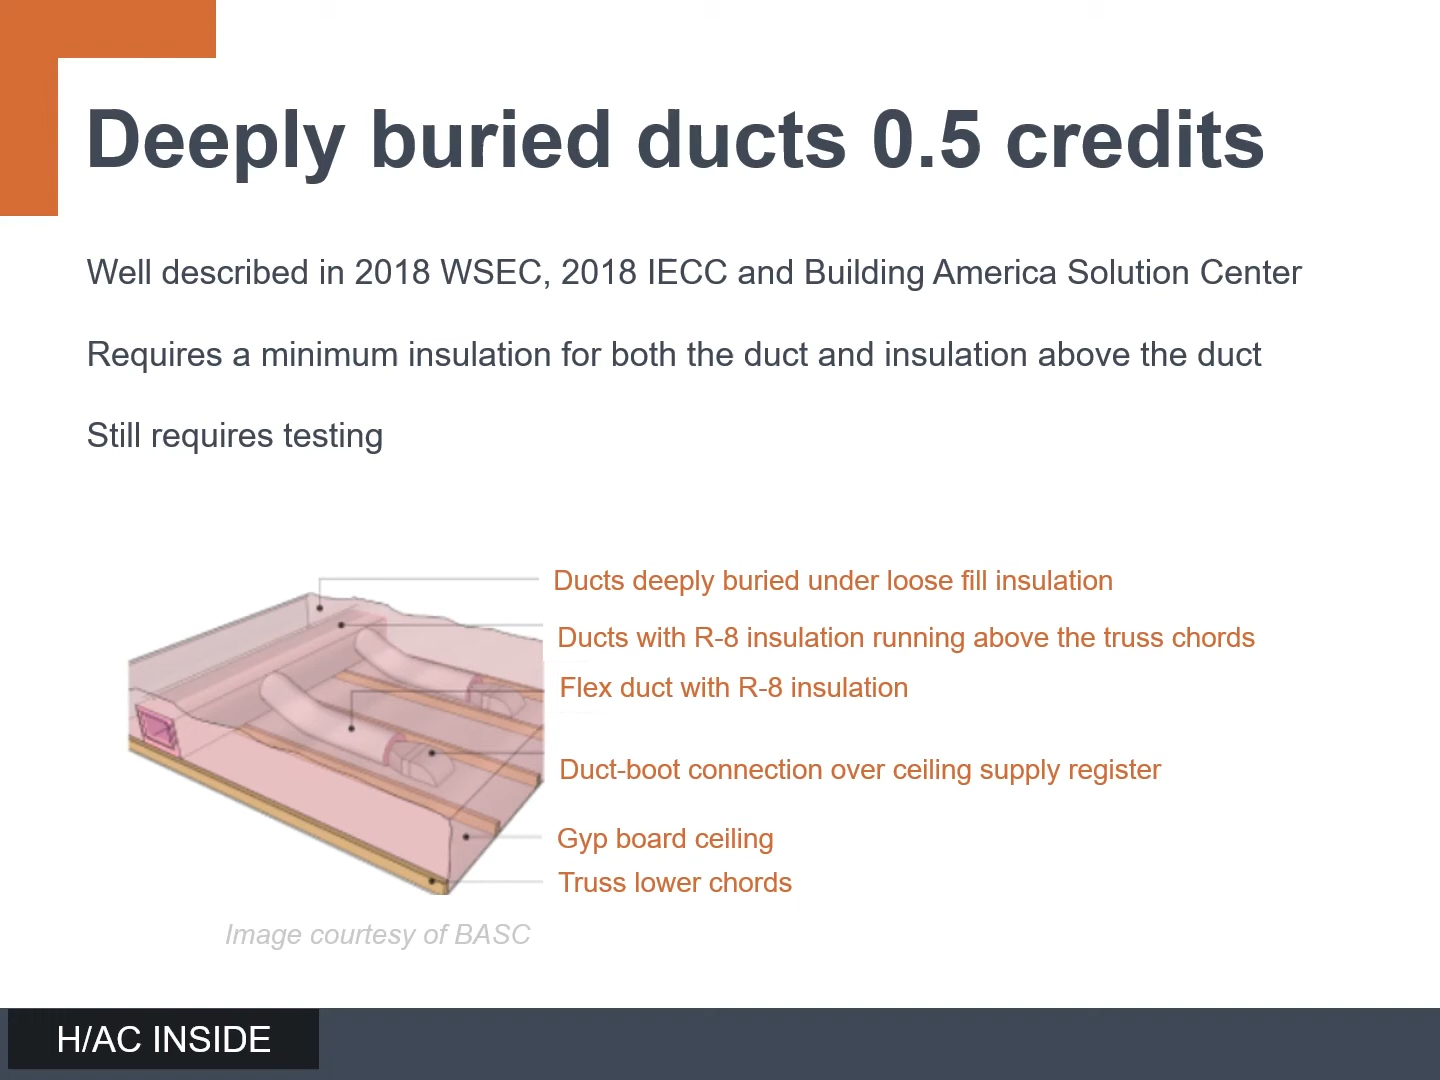 Deeply buried ducts 0.5 credits
Well described in 2018 WSEC, 2018 IECC and Building America Solution Center
Requires a minimum insulation for both the duct and insulation above the duct
Still requires testing
Ducts deeply buried under loose fill insulation
Ducts with R-8 insulation running above the truss chords
Flex duct with R-8 insulation
Duct-boot connection over ceiling supply register
Gyp board ceiling
Truss lower chords
Image courtesy of BASC
H/AC INSIDE